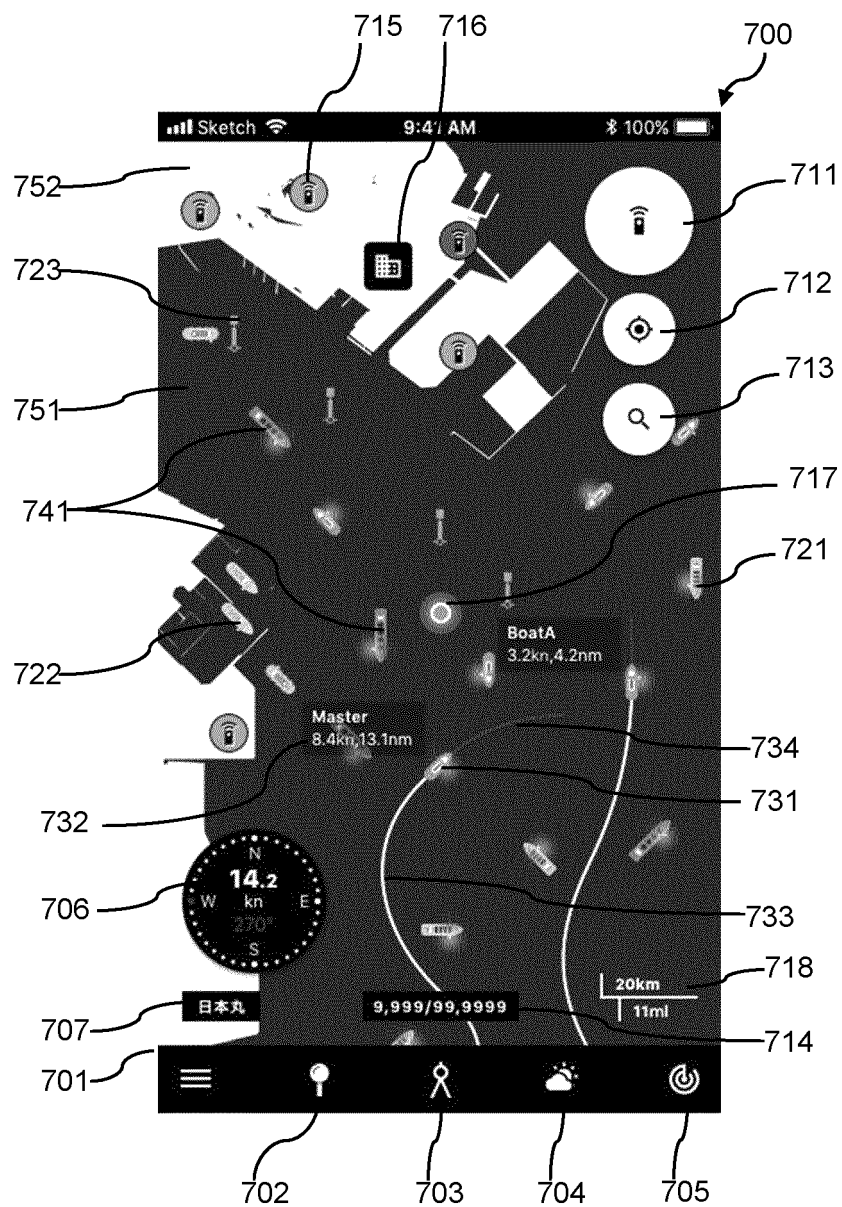 715
716
700
Sketch
9:41 AM
100%
752
711
723
712
751
713
717
741
721
BoatA
3.2kn,4.2nm
722
Master
8.4kn,13.1nm
734
731
732
N
14.2
W
kn
E
270°
S
706
733
718
20km
11ml
707
日本丸
9,999/99,9999
714
701
702
703
704
705